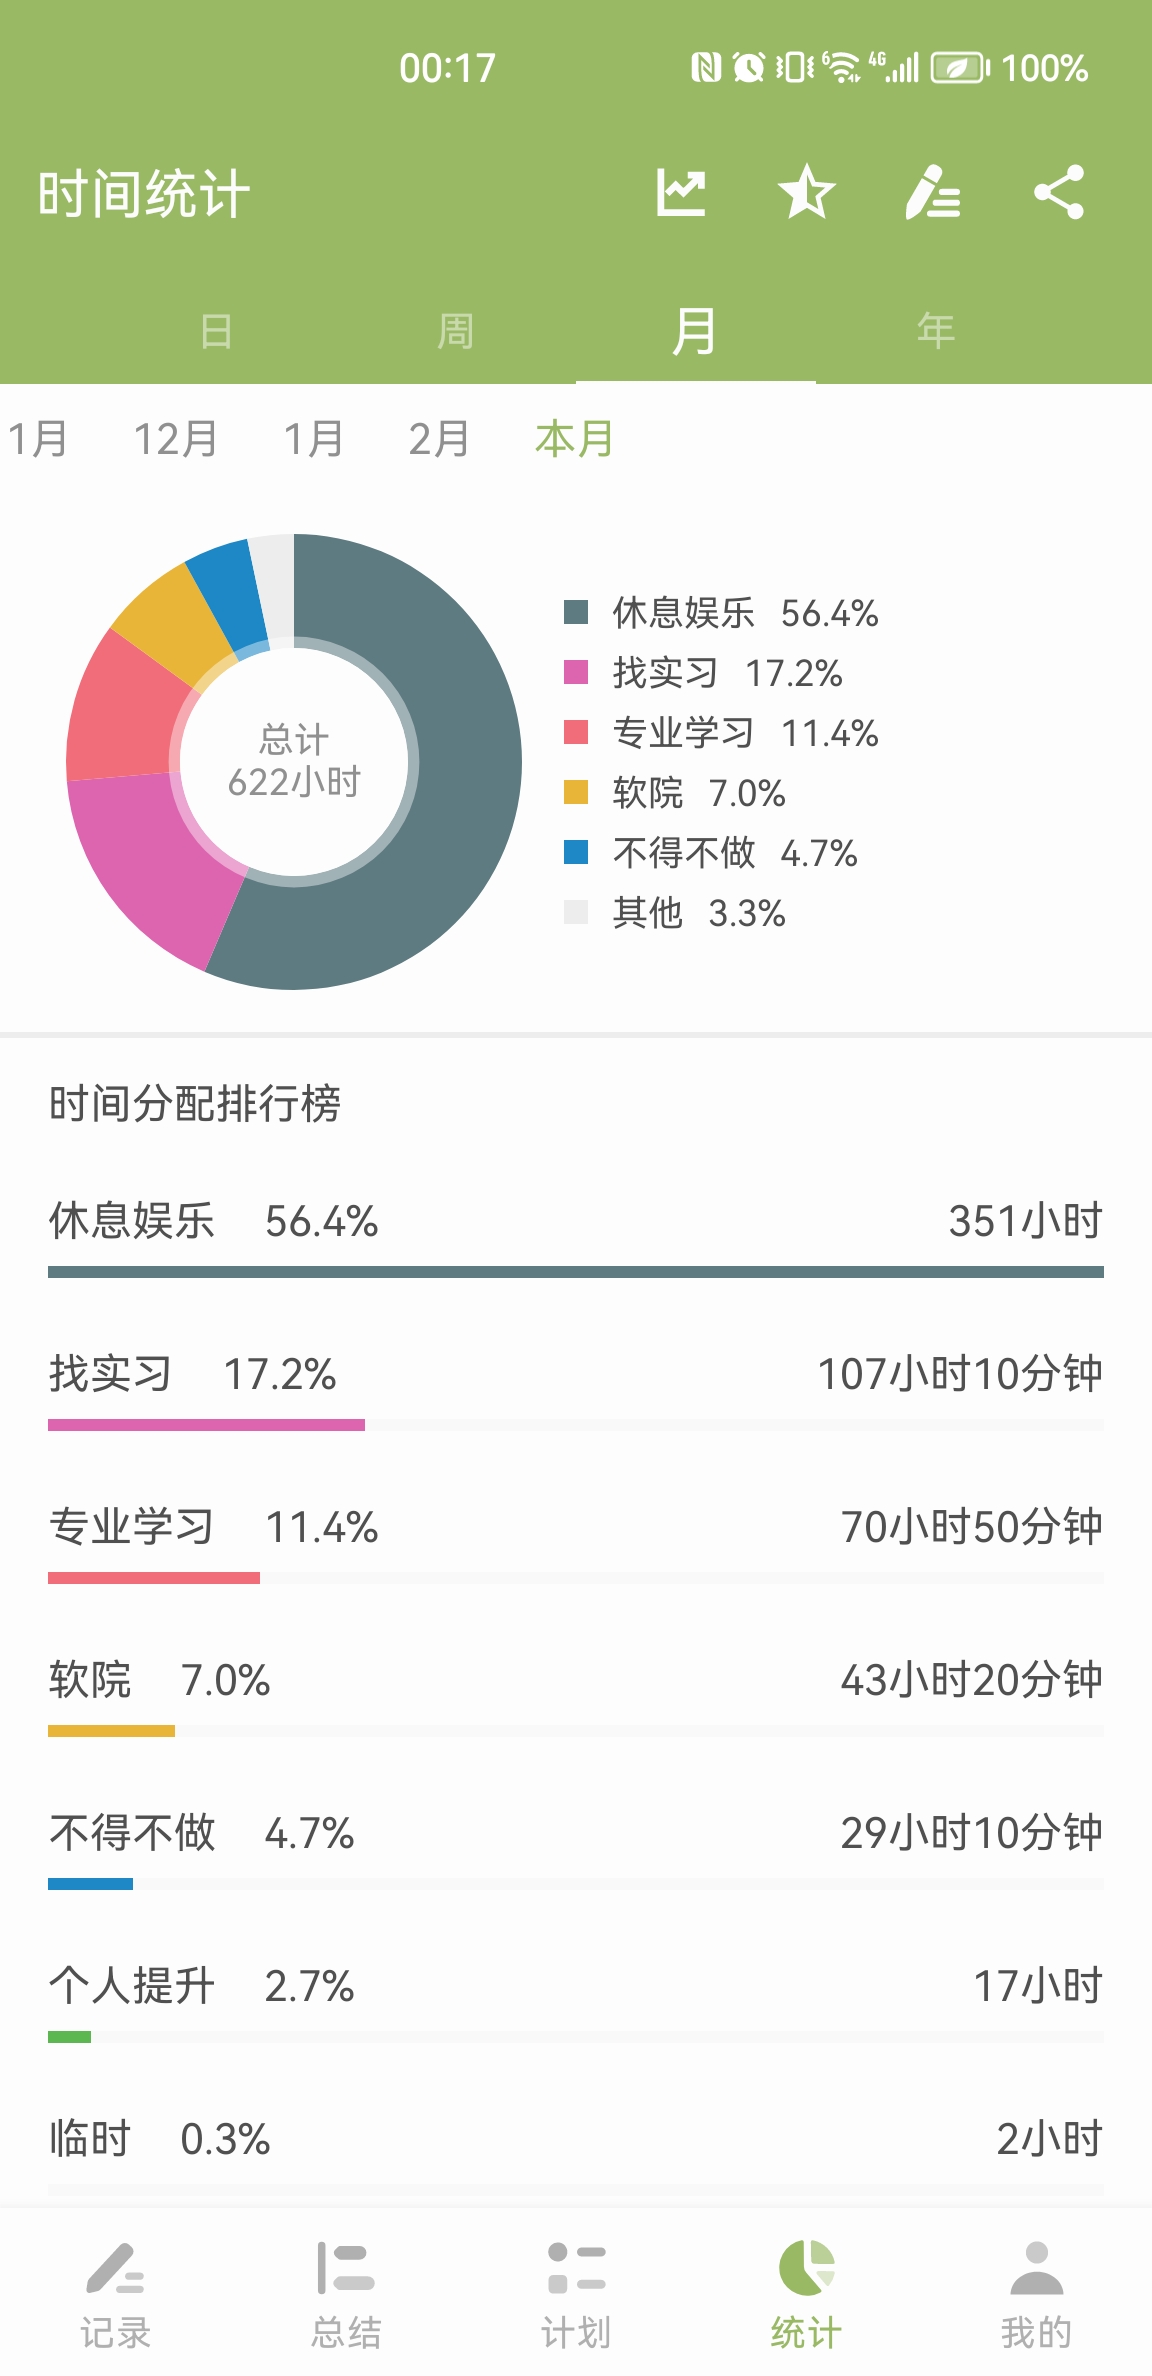 00:17 6 4G 100%
时间统计
日 周 月 年
1月 12月 1月 2月 本月
总计
622小时
休息娱乐 56.4%
找实习 17.2%
专业学习 11.4%
软院 7.0%
不得不做 4.7%
其他 3.3%
时间分配排行榜
休息娱乐 56.4% 351小时
找实习 17.2% 107小时10分钟
专业学习 11.4% 70小时50分钟
软院 7.0% 43小时20分钟
不得不做 4.7% 29小时10分钟
个人提升 2.7% 17小时
临时 0.3% 2小时
记录 总结 计划 统计 我的